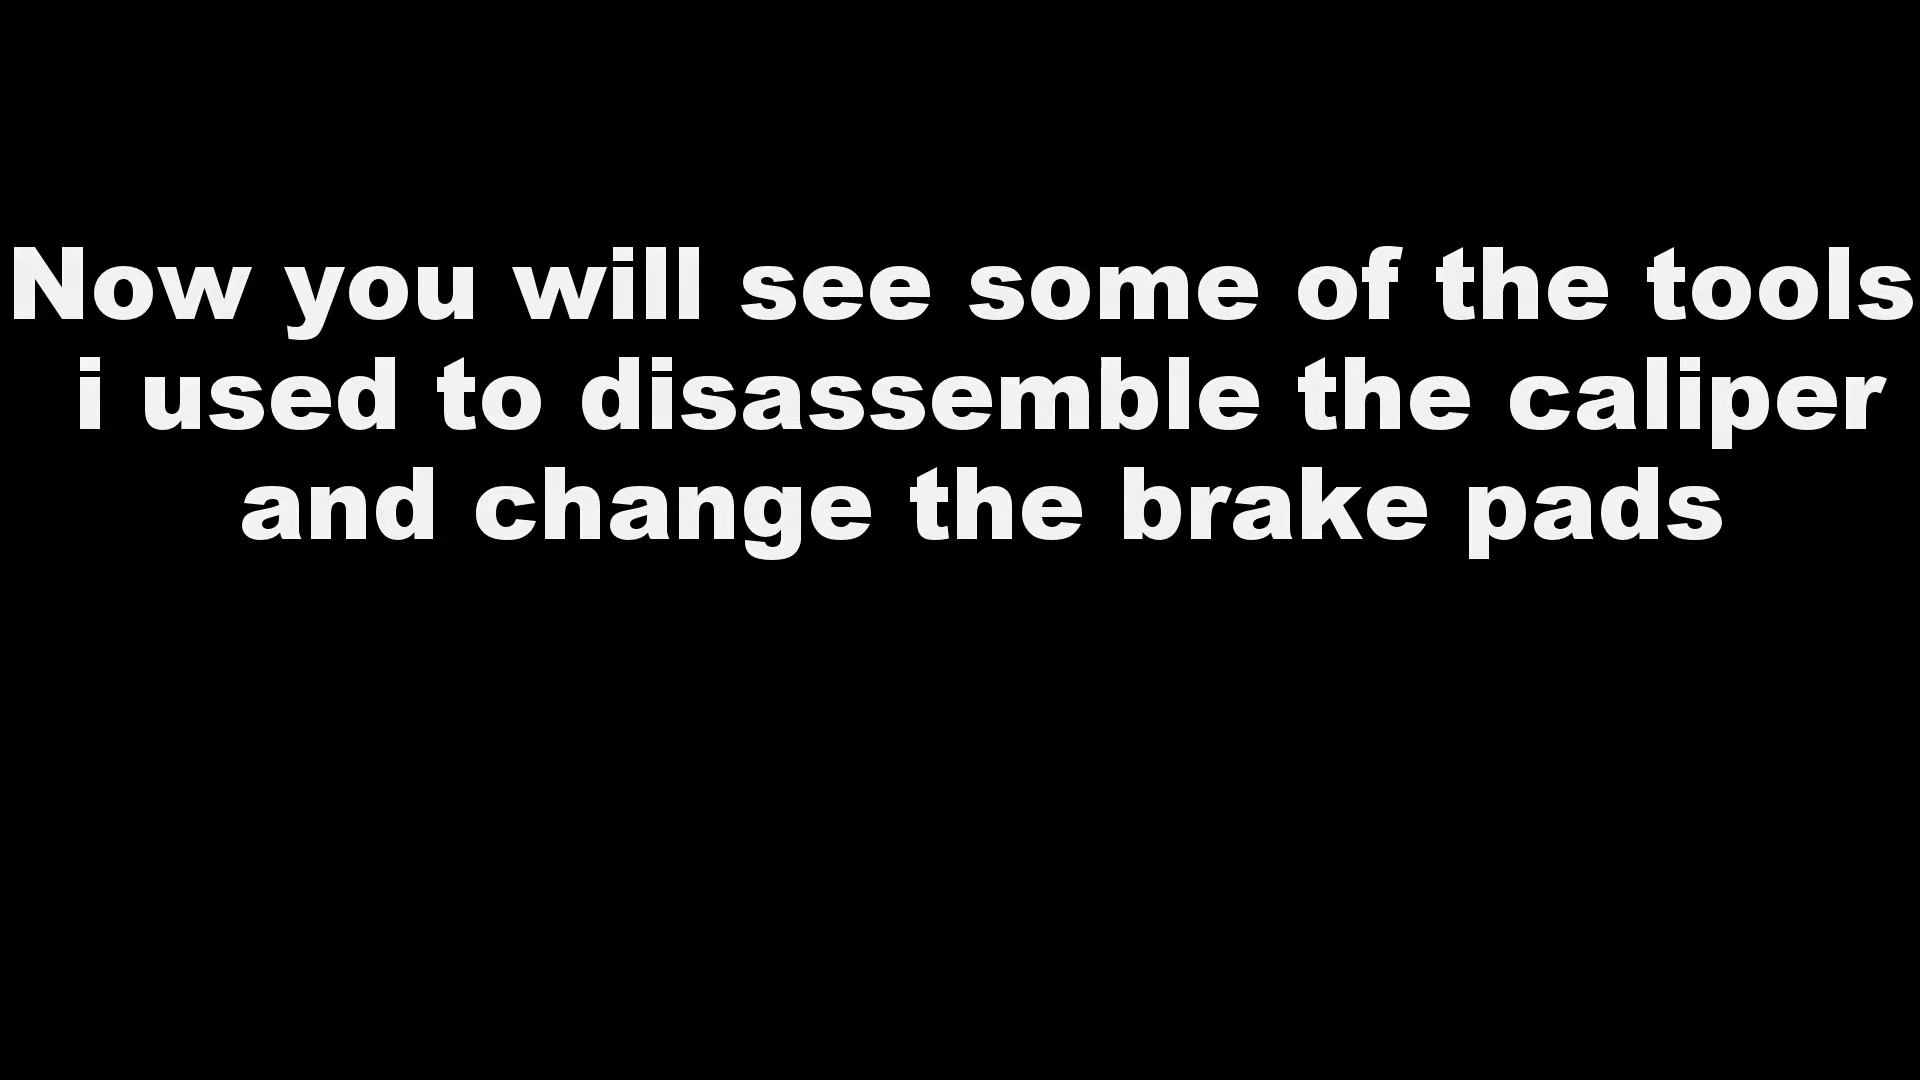 Now you will see some of the tools
i used to disassemble the caliper
and change the brake pads